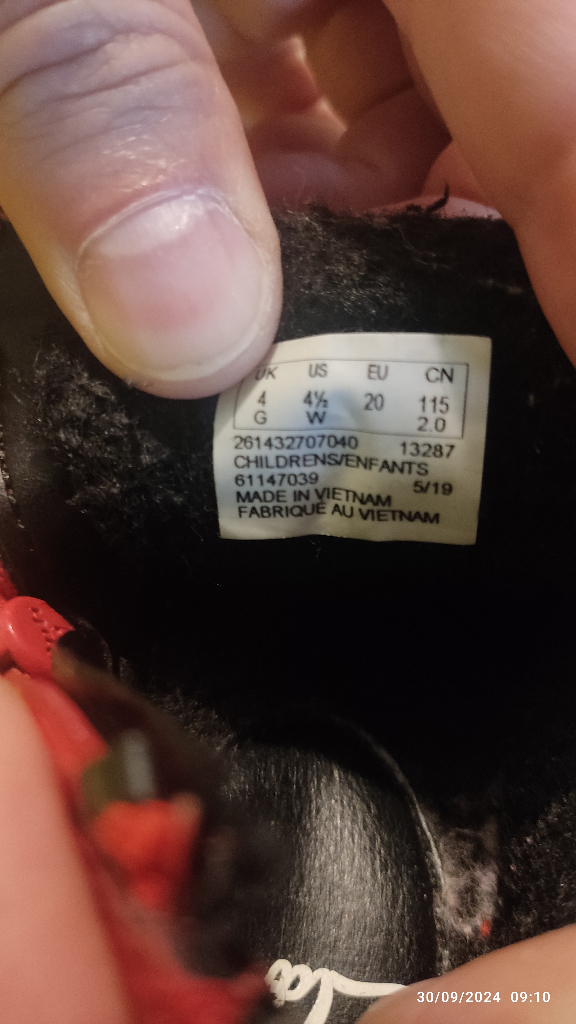 UK US EU CN
4 4½ 20 115
G W 2.0
261432707040 13287
CHILDRENS/ENFANTS
61147039 5/19
MADE IN VIETNAM
FABRIQUÉ AU VIETNAM
30/09/2024 09:10